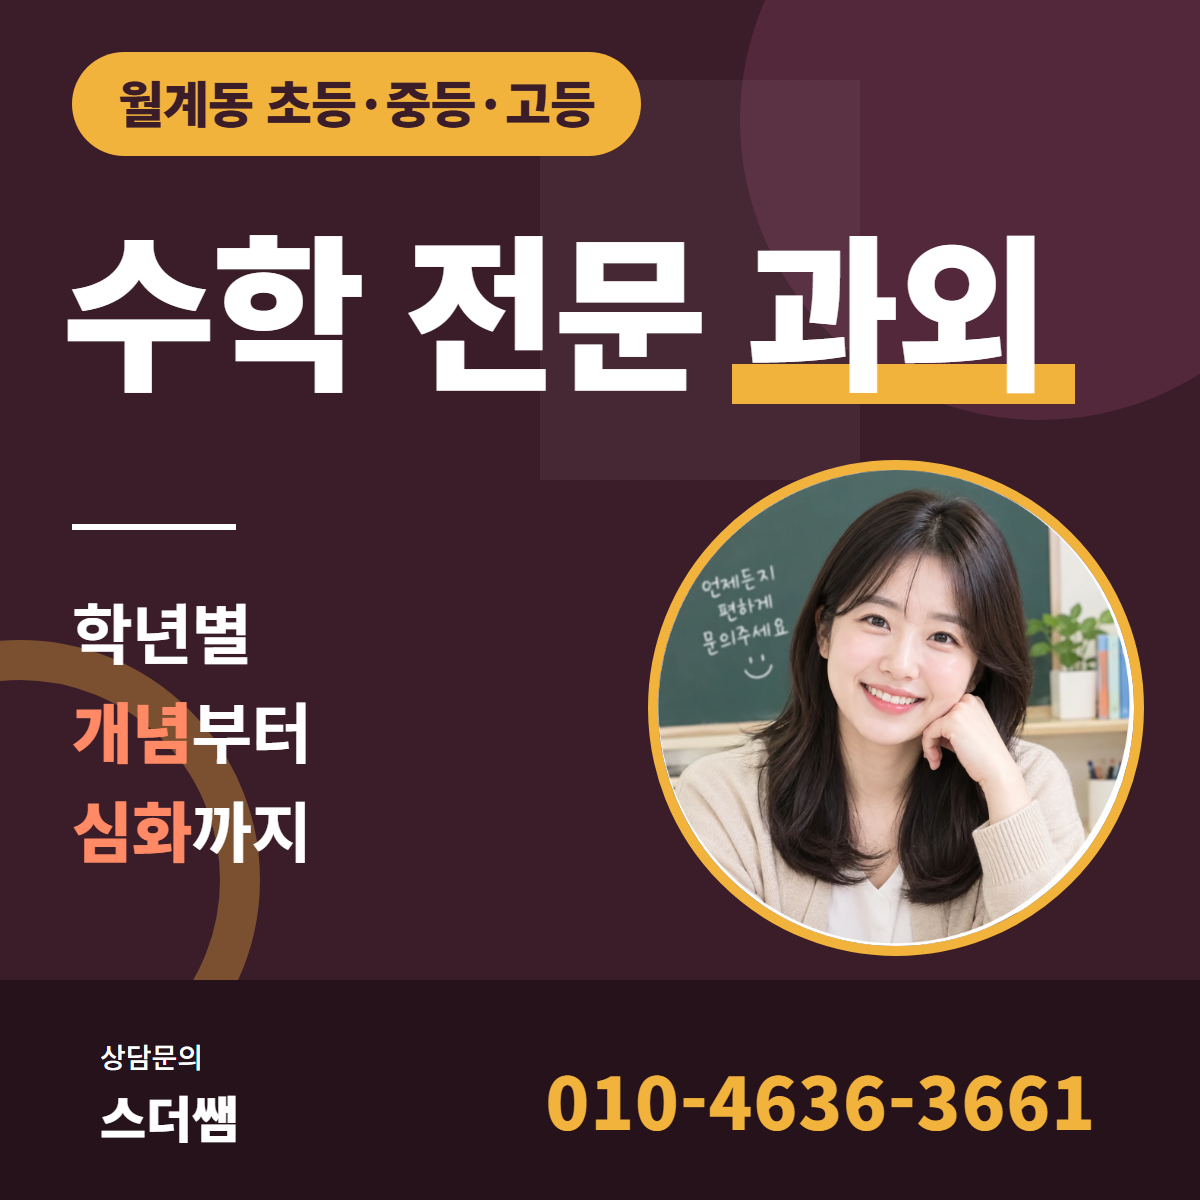 월계동 초등·중등·고등
수학 전문 과외
학년별
개념부터
심화까지
언제든지
편하게
문의주세요
상담문의
스더쌤
010-4636-3661